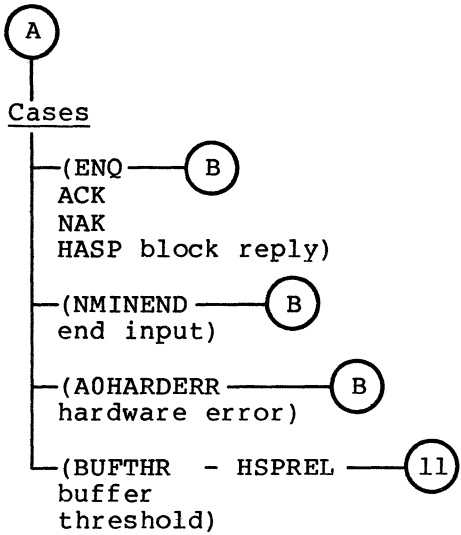 A
Cases
(ENQ B
ACK
NAK
HASP block reply)
(NMINEND B
end input)
(A0HARDERR B
hardware error)
(BUFTHR - HSPREL 11
buffer
threshold)